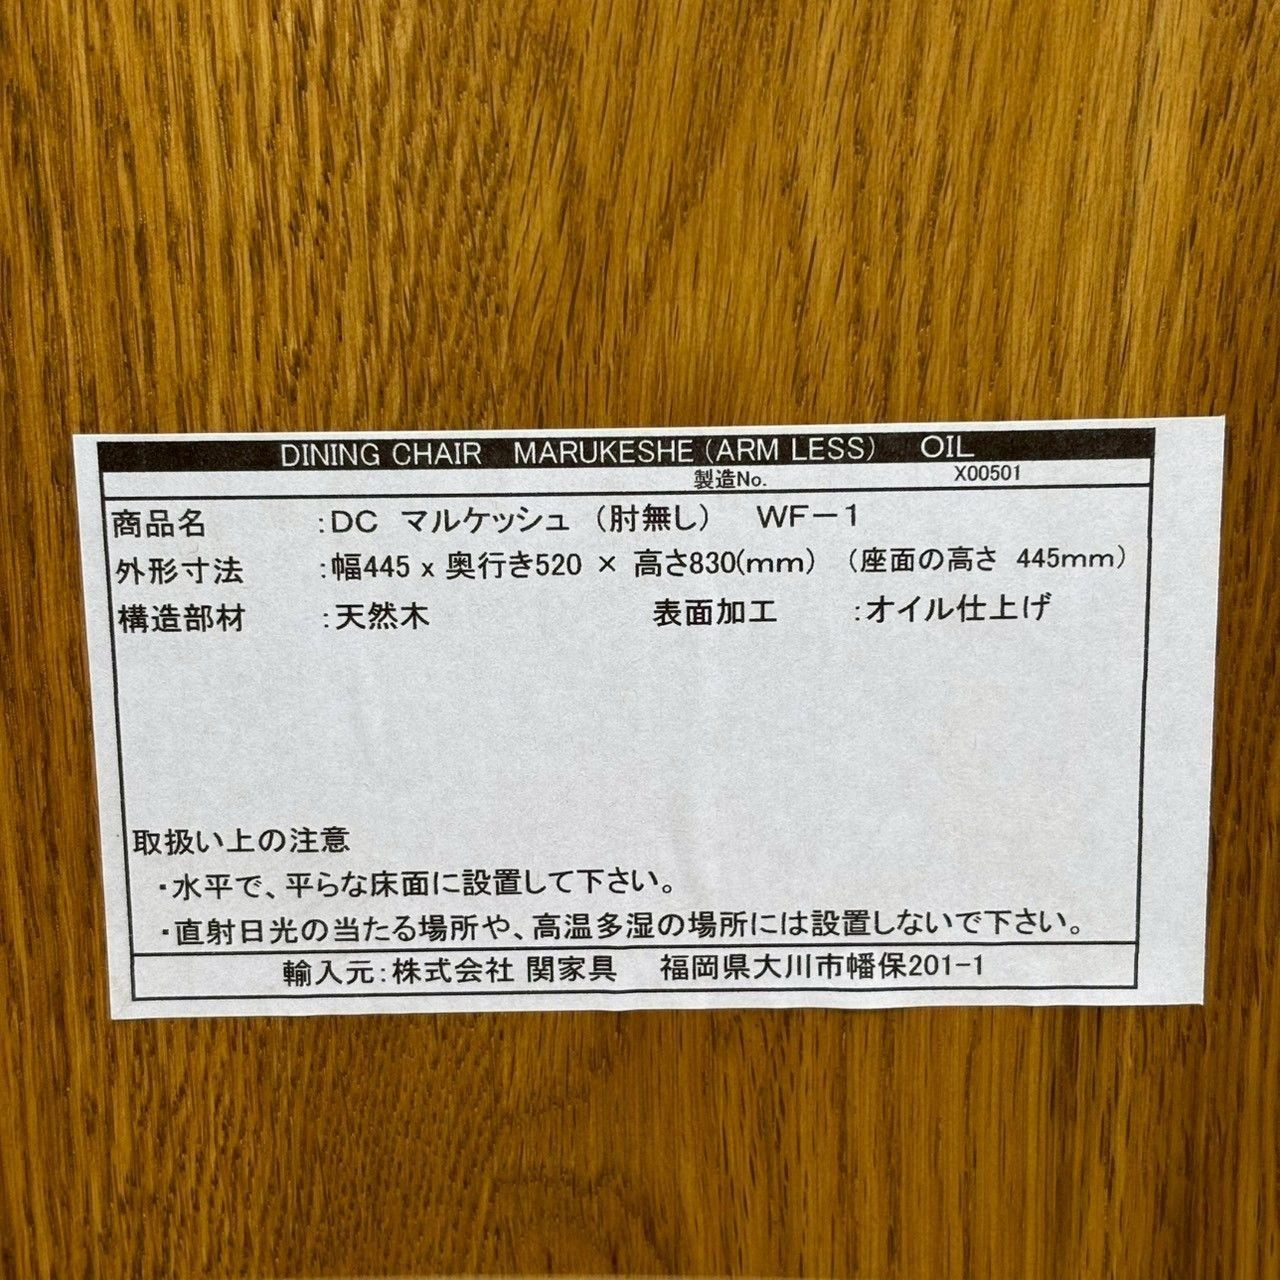 DINING CHAIR MARUKESHE (ARM LESS) OIL
製造No. X00501
商品名 :DC マルケッシュ (肘無し) WF-1
外形寸法 :幅445 x 奥行き520 × 高さ830(mm) (座面の高さ 445mm)
構造部材 :天然木 表面加工 :オイル仕上げ
取扱い上の注意
・水平で、平らな床面に設置して下さい。
・直射日光の当たる場所や、高温多湿の場所には設置しないで下さい。
輸入元:株式会社 関家具 福岡県大川市幡保201-1